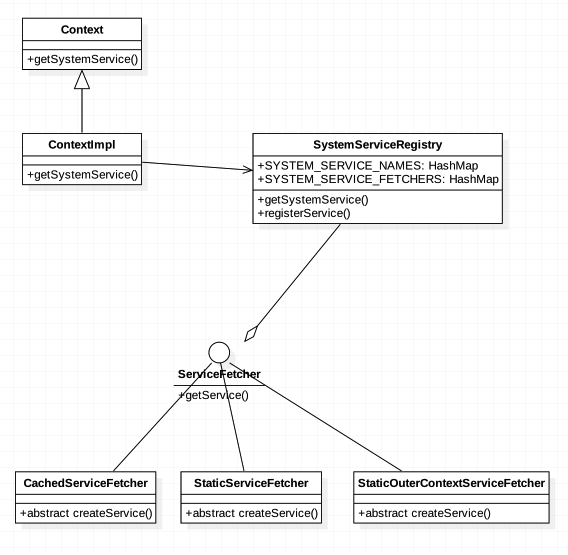 Context
+getSystemService()
ContextImpl
+getSystemService()
SystemServiceRegistry
+SYSTEM_SERVICE_NAMES: HashMap
+SYSTEM_SERVICE_FETCHERS: HashMap
+getSystemService()
+registerService()
ServiceFetcher
+getService()
CachedServiceFetcher
+abstract createService()
StaticServiceFetcher
+abstract createService()
StaticOuterContextServiceFetcher
+abstract createService()